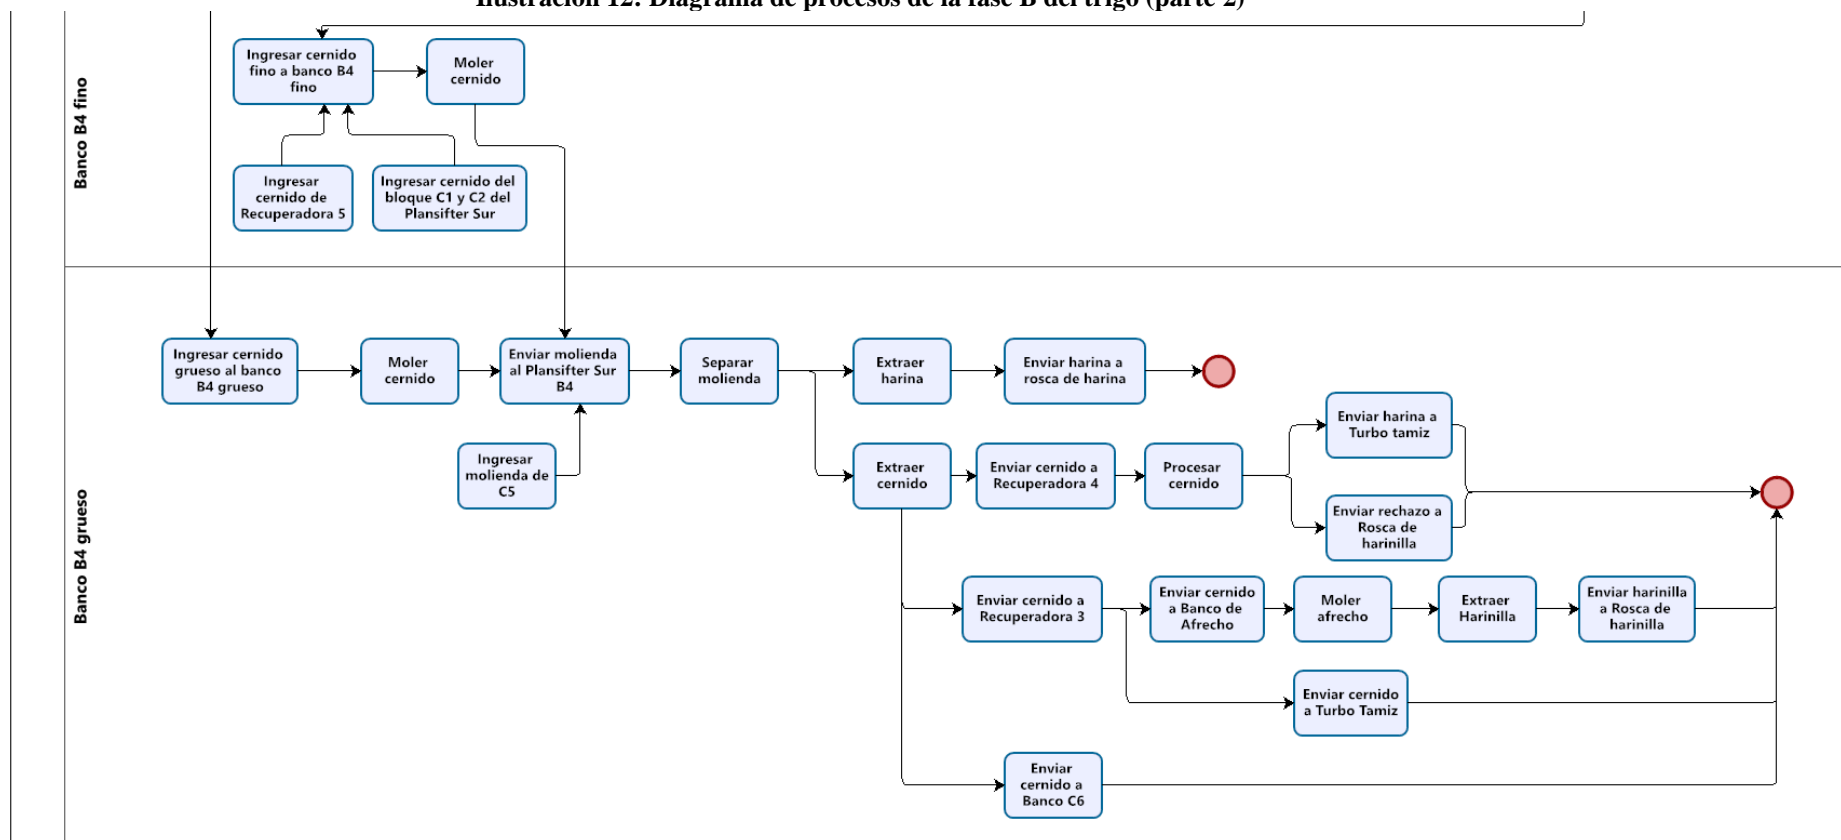 Ilustración 12: Diagrama de procesos de la fase B del trigo (parte 2)
Banco B4 fino
Ingresar cernido
fino a banco B4
fino
Moler
cernido
Ingresar
cernido de
Recuperadora 5
Ingresar cernido del
bloque C1 y C2 del
Plansifter Sur
Banco B4 grueso
Ingresar cernido
grueso al banco
B4 grueso
Moler
cernido
Enviar molienda
al Plansifter Sur
B4
Separar
molienda
Extraer
harina
Enviar harina a
rosca de harina
Ingresar
molienda de
C5
Extraer
cernido
Enviar cernido a
Recuperadora 4
Procesar
cernido
Enviar harina a
Turbo tamiz
Enviar rechazo a
Rosca de
harinilla
Enviar cernido a
Recuperadora 3
Enviar cernido
a Banco de
Afrecho
Moler
afrecho
Extraer
Harinilla
Enviar harinilla
a Rosca de
harinilla
Enviar cernido
a Turbo Tamiz
Enviar
cernido a
Banco C6